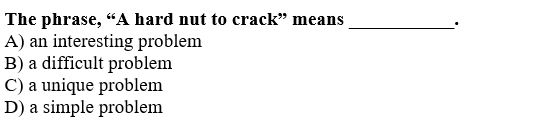 The phrase, “A hard nut to crack” means ___________.
A) an interesting problem
B) a difficult problem
C) a unique problem
D) a simple problem